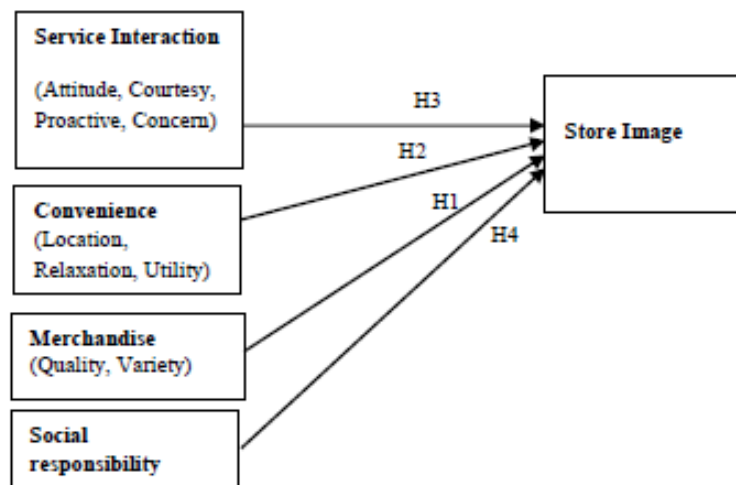 Service Interaction
(Attitude, Courtesy,
Proactive, Concern)
H3
Store Image
H2
Convenience
(Location,
Relaxation, Utility)
H1
H4
Merchandise
(Quality, Variety)
Social
responsibility